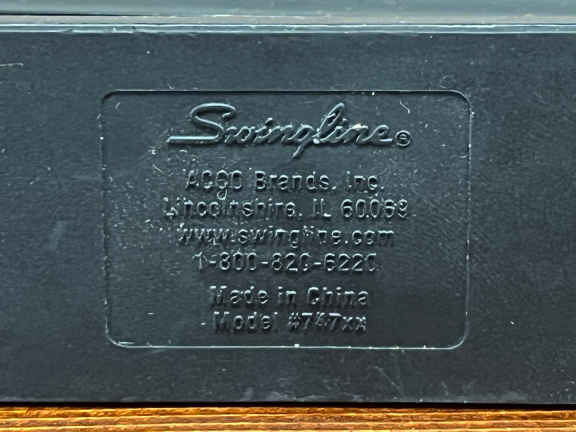 Swingline®
ACCO Brands, Inc.
Lincolnshire, IL 60069
www.swingline.com
1-800-820-6220
Made in China
Model #747xx